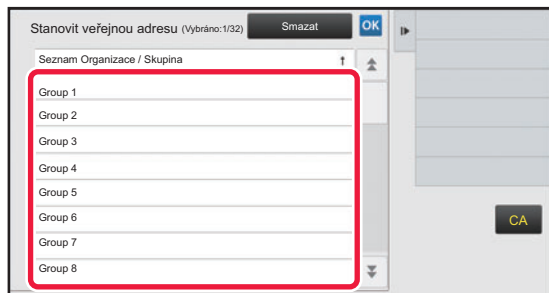 Stanovit veřejnou adresu (Vybráno:1/32) Smazat OK
Seznam Organizace / Skupina
Group 1
Group 2
Group 3
Group 4
Group 5
Group 6
Group 7
Group 8
CA